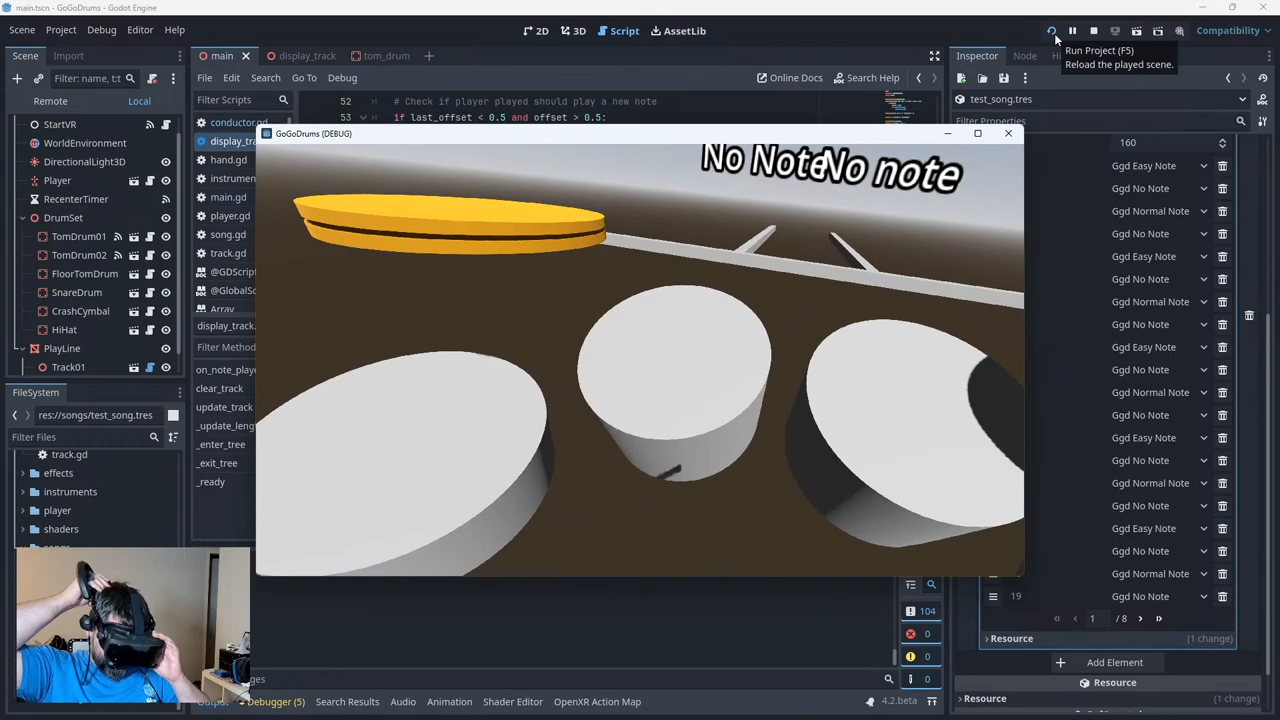 main.tscn - GoGoDrums - Godot Engine
Scene Project Debug Editor Help
2D 3D Script AssetLib
Compatibility
Run Project (F5)
Reload the played scene.
Scene Import
Filter: name, t:t
Remote Local
StartVR
WorldEnvironment
DirectionalLight3D
Player
RecenterTimer
DrumSet
TomDrum01
TomDrum02
FloorTomDrum
SnareDrum
CrashCymbal
HiHat
PlayLine
Track01
FileSystem
res://songs/test_song.tres
Filter Files
track.gd
effects
instruments
player
shaders
main display_track tom_drum
File Edit Search Go To Debug
Online Docs Search Help
Filter Scripts
conductor.gd
display_tra
hand.gd
instrumen
main.gd
player.gd
song.gd
track.gd
@GDScrip
@GlobalSc
Array
display_track.
Filter Method
on_note_play
clear_track
update_track
_update_leng
_enter_tree
_exit_tree
_ready
52 # Check if player played should play a new note
53 if last_offset < 0.5 and offset > 0.5:
GoGoDrums (DEBUG)
No Note No note
104
0
0
0
ges
Output Debugger (5) Search Results Audio Animation Shader Editor OpenXR Action Map
4.2.beta
Inspector Node Hi
test_song.tres
Filter Properties
160
Ggd Easy Note
Ggd No Note
Ggd Normal Note
Ggd No Note
Ggd Easy Note
Ggd No Note
Ggd Normal Note
Ggd No Note
Ggd Easy Note
Ggd No Note
Ggd Normal Note
Ggd No Note
Ggd Easy Note
Ggd No Note
Ggd Normal Note
Ggd No Note
Ggd Easy Note
Ggd No Note
Ggd Normal Note
19 Ggd No Note
1 / 8
Resource (1 change)
Add Element
Resource
Resource (1 change)